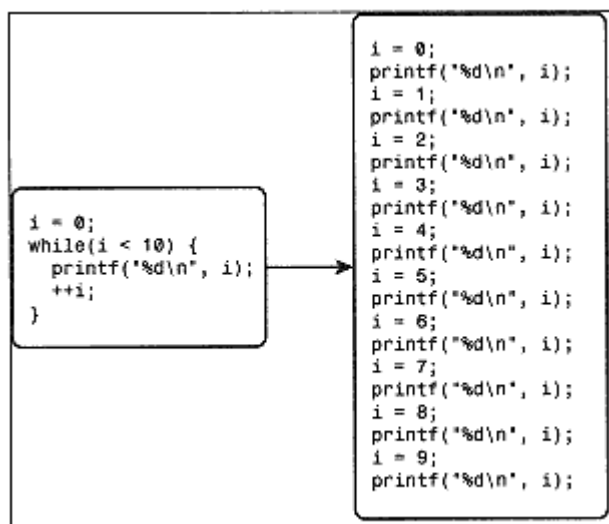 i = 0;
while(i < 10) {
  printf("%d\n", i);
  ++i;
}
i = 0;
printf("%d\n", i);
i = 1;
printf("%d\n", i);
i = 2;
printf("%d\n", i);
i = 3;
printf("%d\n", i);
i = 4;
printf("%d\n", i);
i = 5;
printf("%d\n", i);
i = 6;
printf("%d\n", i);
i = 7;
printf("%d\n", i);
i = 8;
printf("%d\n", i);
i = 9;
printf("%d\n", i);